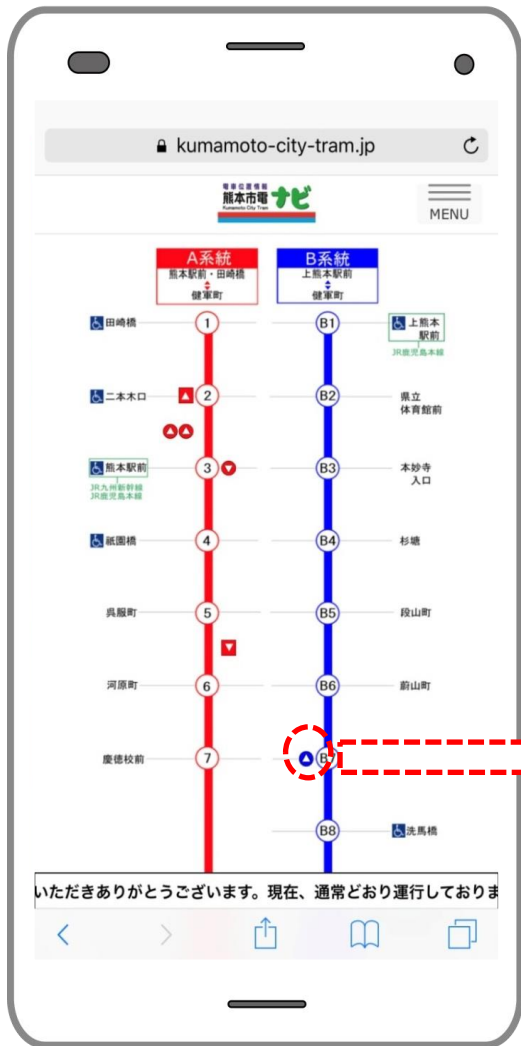 kumamoto-city-tram.jp
電車位置情報
熊本市電ナビ
Kumamoto City Tram
MENU
A系統
熊本駅前・田崎橋
健軍町
B系統
上熊本駅前
健軍町
田崎橋
1
B1
上熊本
駅前
JR鹿児島本線
二本木口
2
B2
県立
体育館前
熊本駅前
JR九州新幹線
JR鹿児島本線
3
B3
本妙寺
入口
祇園橋
4
B4
杉塘
呉服町
5
B5
段山町
河原町
6
B6
蔚山町
慶徳校前
7
B7
B8
洗馬橋
いただきありがとうございます。現在、通常どおり運行しておりま